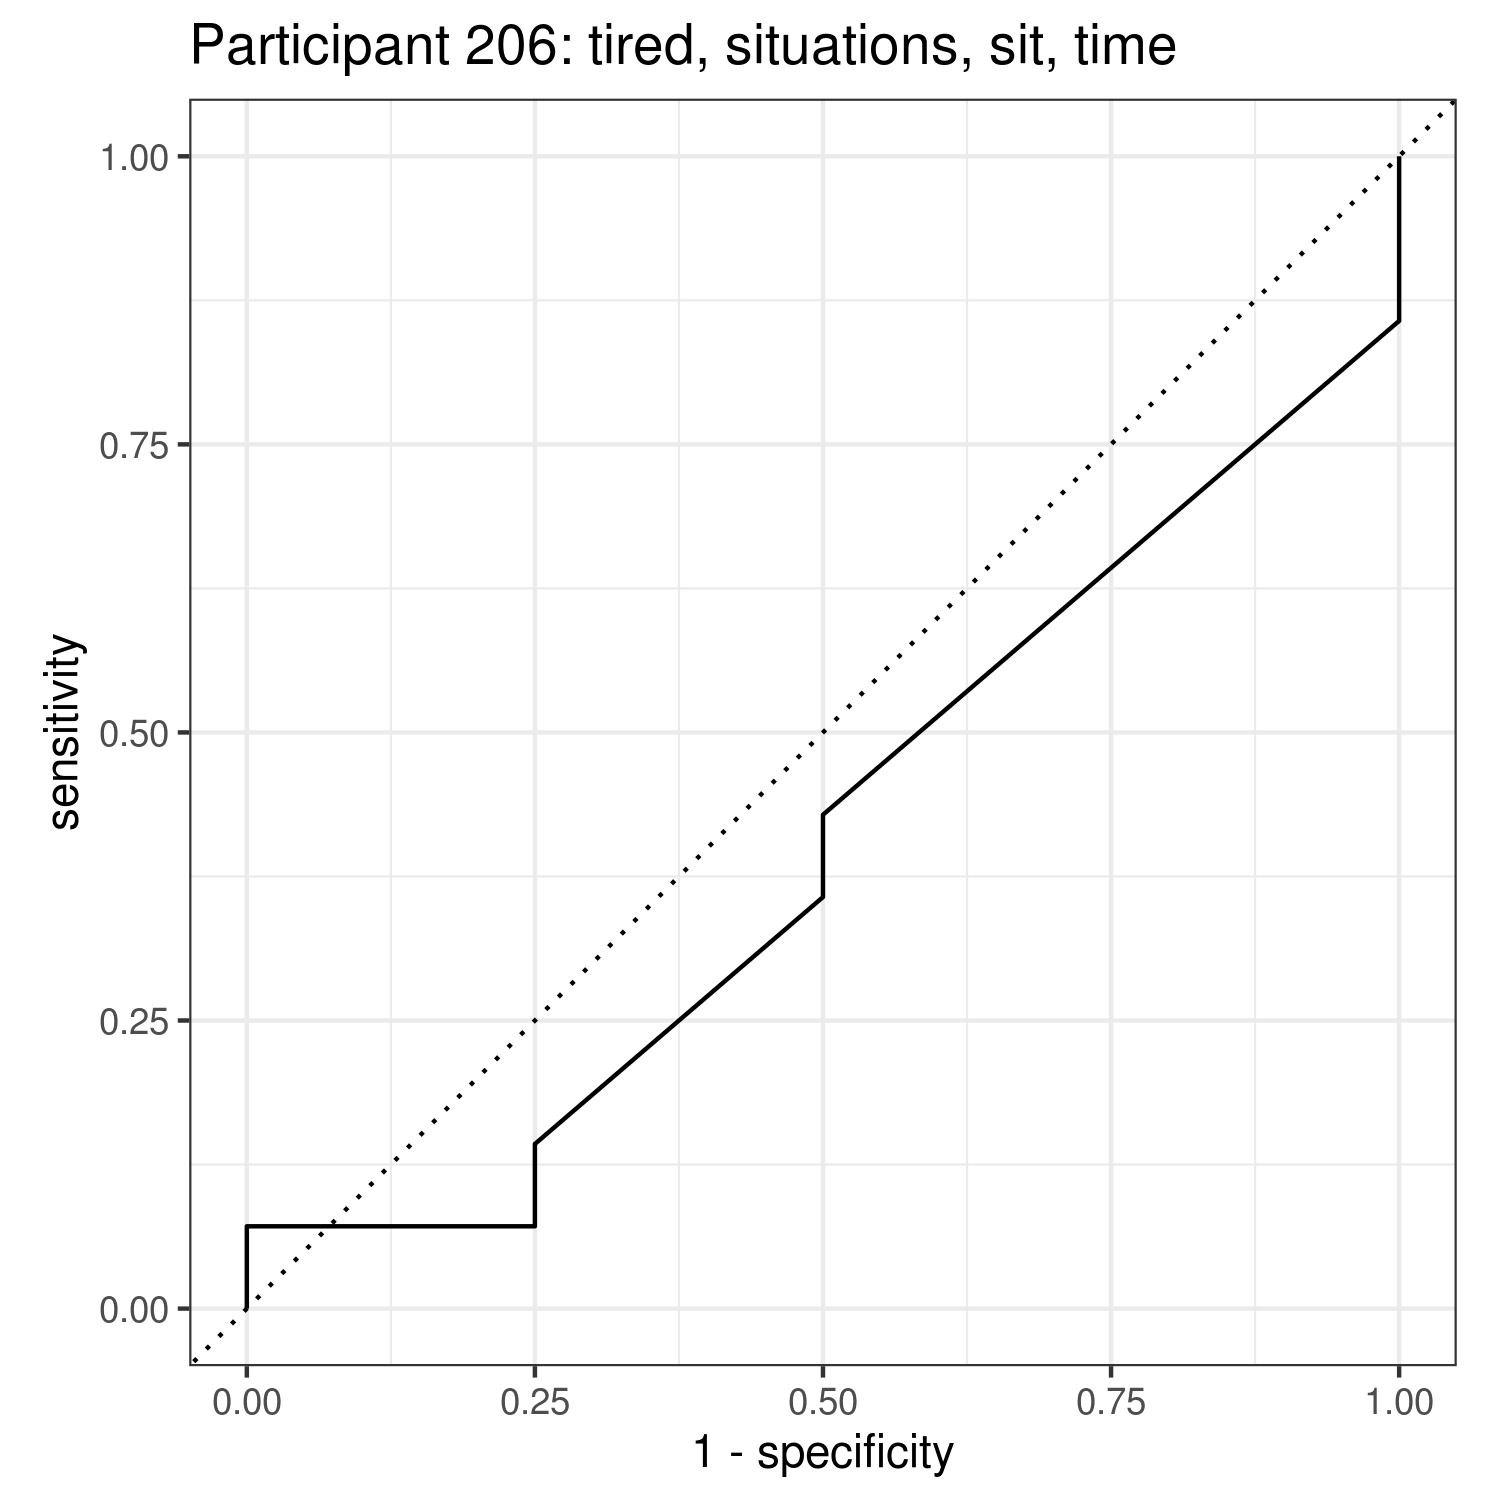 Participant 206: tired, situations, sit, time
1.00
0.75
0.50
0.25
0.00
sensitivity
0.00 0.25 0.50 0.75 1.00
1 - specificity